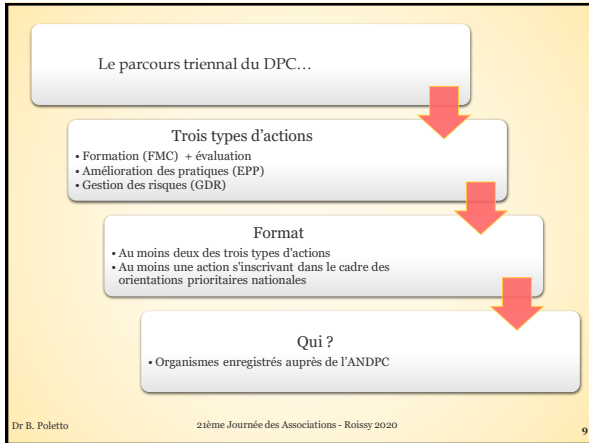 Le parcours triennal du DPC…
Trois types d'actions
• Formation (FMC) + évaluation
• Amélioration des pratiques (EPP)
• Gestion des risques (GDR)
Format
• Au moins deux des trois types d'actions
• Au moins une action s'inscrivant dans le cadre des
orientations prioritaires nationales
Qui ?
• Organismes enregistrés auprès de l'ANDPC
Dr B. Poletto
21ème Journée des Associations - Roissy 2020
9